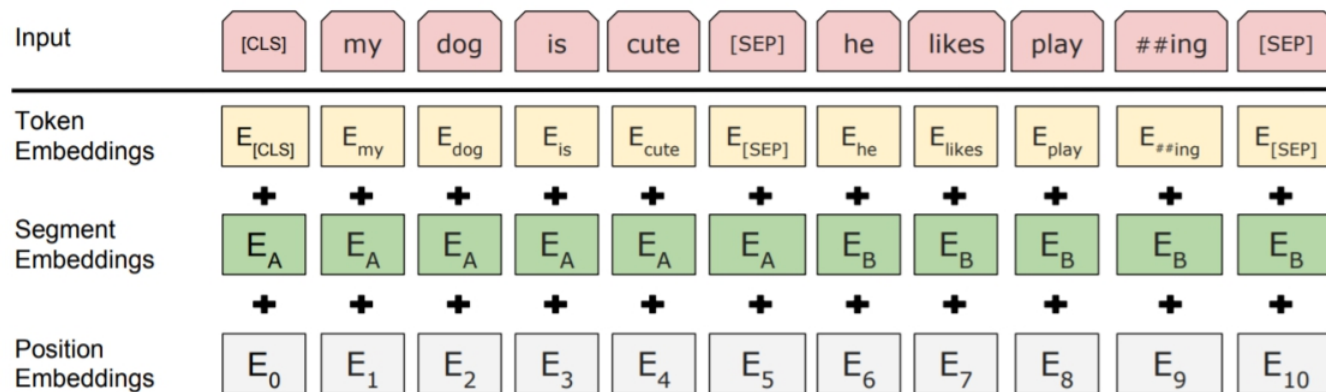 Input [CLS] my dog is cute [SEP] he likes play ##ing [SEP]
Token
Embeddings E[CLS] Emy Edog Eis Ecute E[SEP] Ehe Elikes Eplay E##ing E[SEP]
+ + + + + + + + + + +
Segment
Embeddings EA EA EA EA EA EA EB EB EB EB EB
+ + + + + + + + + + +
Position
Embeddings E0 E1 E2 E3 E4 E5 E6 E7 E8 E9 E10